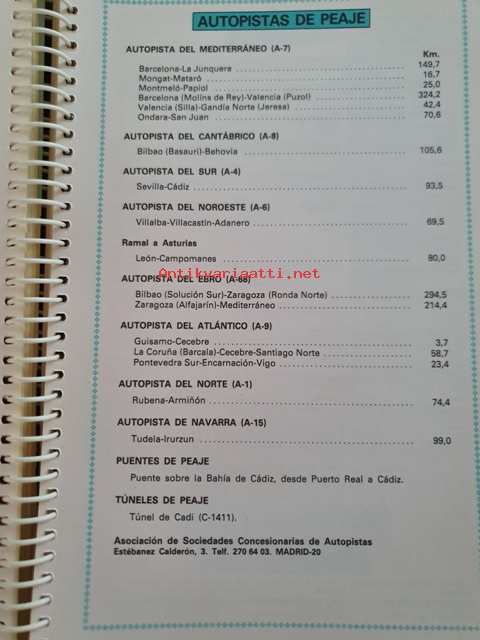 AUTOPISTAS DE PEAJE
AUTOPISTA DEL MEDITERRÁNEO (A-7)
Km.
Barcelona-La Junquera 149,7
Mongat-Mataró 16,7
Montmeló-Papiol 25,0
Barcelona (Molins de Rey)-Valencia (Puzol) 324,2
Valencia (Silla)-Gandía Norte (Jeresa) 42,4
Ondara-San Juan 70,6
AUTOPISTA DEL CANTÁBRICO (A-8)
Bilbao (Basauri)-Behovia 105,6
AUTOPISTA DEL SUR (A-4)
Sevilla-Cádiz 93,5
AUTOPISTA DEL NOROESTE (A-6)
Villalba-Villacastín-Adanero 69,5
Ramal a Asturias
León-Campomanes 80,0
Antikvariaatti.net
AUTOPISTA DEL EBRO (A-68)
Bilbao (Solución Sur)-Zaragoza (Ronda Norte) 294,5
Zaragoza (Alfajarín)-Mediterráneo 214,4
AUTOPISTA DEL ATLÁNTICO (A-9)
Guisamo-Cecebre 3,7
La Coruña (Barcala)-Cecebre-Santiago Norte 58,7
Pontevedra Sur-Encarnación-Vigo 23,4
AUTOPISTA DEL NORTE (A-1)
Rubena-Armiñón 74,4
AUTOPISTA DE NAVARRA (A-15)
Tudela-Irurzun 99,0
PUENTES DE PEAJE
Puente sobre la Bahía de Cádiz, desde Puerto Real a Cádiz.
TÚNELES DE PEAJE
Túnel de Cadí (C-1411).
Asociación de Sociedades Concesionarias de Autopistas
Estébanez Calderón, 3. Telf. 270 64 03. MADRID-20